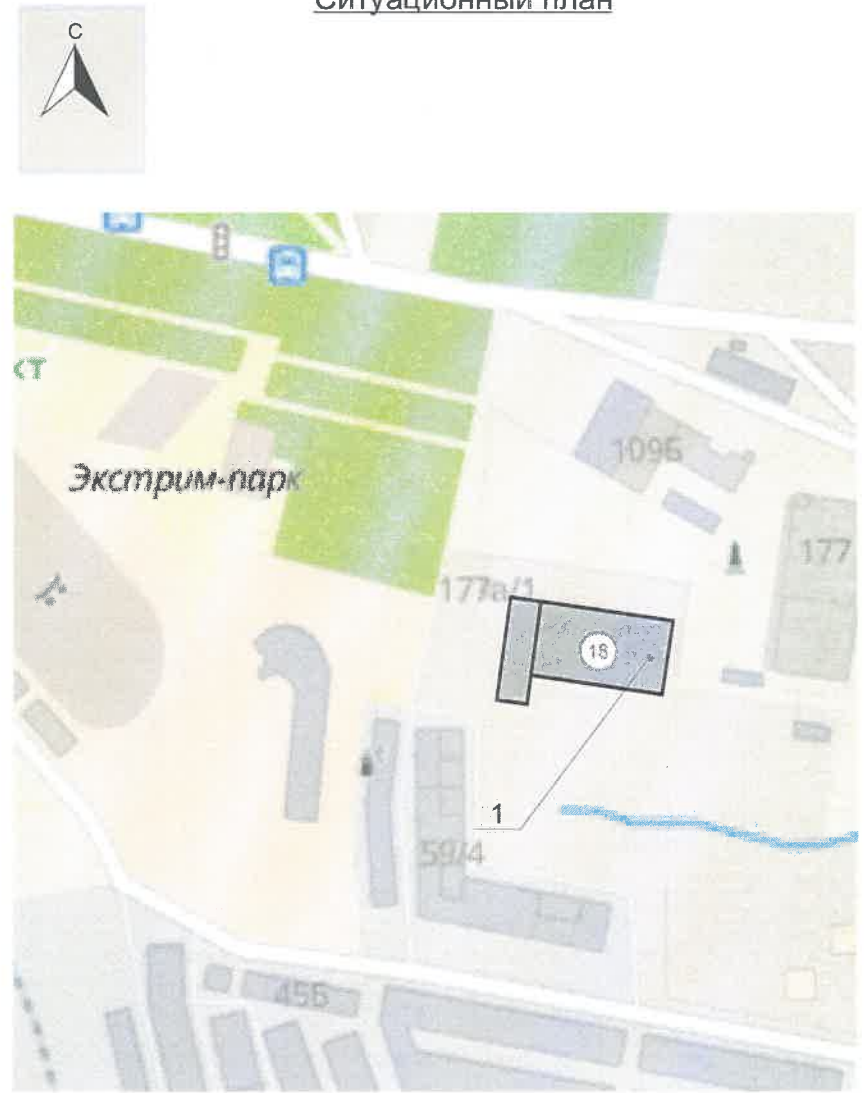 Ситуационный план
С
кт
109Б
Экстрим-парк
177
177а/1
18
1
59/4
45Б